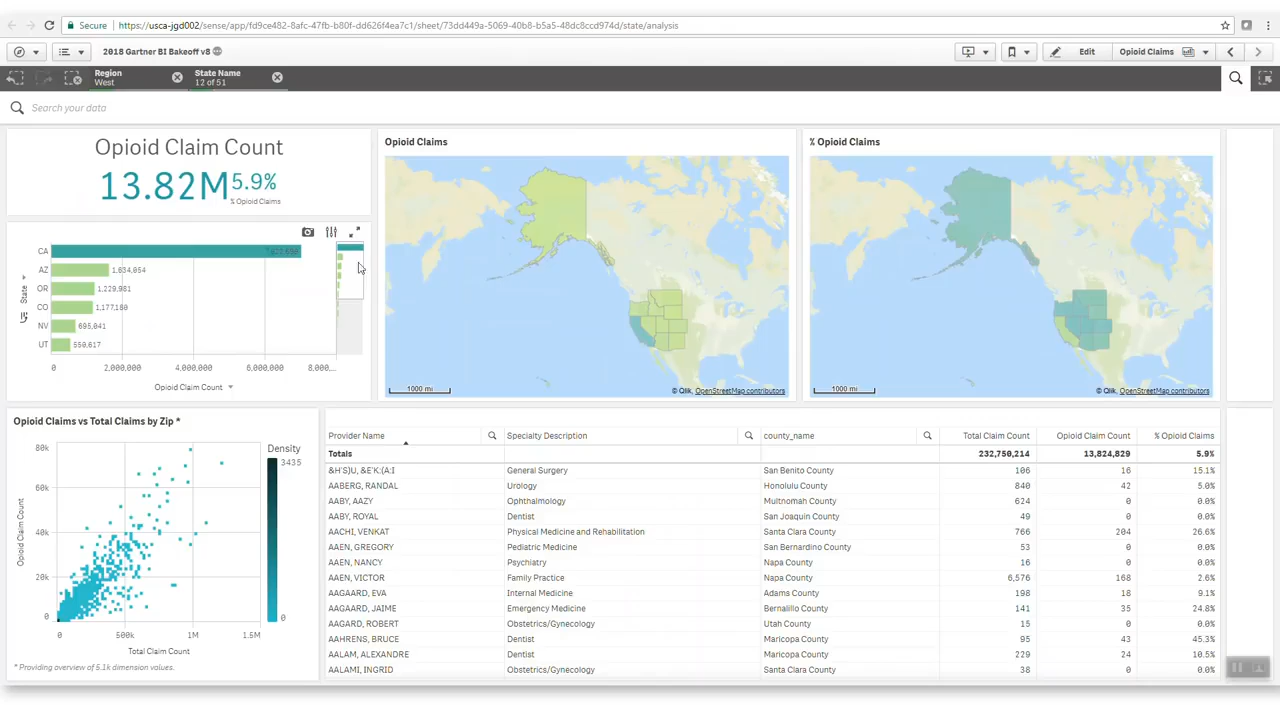 Secure https://usca-jgd002/sense/app/fd9ce482-8afc-47fb-b80f-dd626f4ea7c1/sheet/73dd449a-5069-40b8-b5a5-48dc8ccd974d/state/analysis
2018 Gartner BI Bakeoff v8
Edit
Opioid Claims
Region
West
State Name
12 of 51
Search your data
Opioid Claim Count
13.82M
5.9%
% Opioid Claims
State
CA
AZ 1,634,054
OR 1,229,981
CO 1,177,180
NV 695,041
UT 550,617
0 2,000,000 4,000,000 6,000,000 8,000...
Opioid Claim Count
Opioid Claims
1000 mi
© Qlik, OpenStreetMap contributors
% Opioid Claims
1000 mi
© Qlik, OpenStreetMap contributors
Opioid Claims vs Total Claims by Zip *
Opioid Claim Count
80k
60k
40k
20k
0
0 500k 1M 1.5M
Total Claim Count
Density
3435
0
* Providing overview of 5.1k dimension values.
Provider Name Specialty Description county_name Total Claim Count Opioid Claim Count % Opioid Claims
Totals 232,750,214 13,824,829 5.9%
&H'S)U, &E'K:(A:I General Surgery San Benito County 106 16 15.1%
AABERG, RANDAL Urology Honolulu County 840 42 5.0%
AABY, AAZY Ophthalmology Multnomah County 624 0 0.0%
AABY, ROYAL Dentist San Joaquin County 49 0 0.0%
AACHI, VENKAT Physical Medicine and Rehabilitation Santa Clara County 766 204 26.6%
AAEN, GREGORY Pediatric Medicine San Bernardino County 53 0 0.0%
AAEN, NANCY Psychiatry Napa County 16 0 0.0%
AAEN, VICTOR Family Practice Napa County 6,576 168 2.6%
AAGAARD, EVA Internal Medicine Adams County 198 18 9.1%
AAGAARD, JAIME Emergency Medicine Bernalillo County 141 35 24.8%
AAGARD, ROBERT Obstetrics/Gynecology Utah County 15 0 0.0%
AAHRENS, BRUCE Dentist Maricopa County 95 43 45.3%
AALAM, ALEXANDRE Dentist Maricopa County 229 24 10.5%
AALAMI, INGRID Obstetrics/Gynecology Santa Clara County 38 0 0.0%